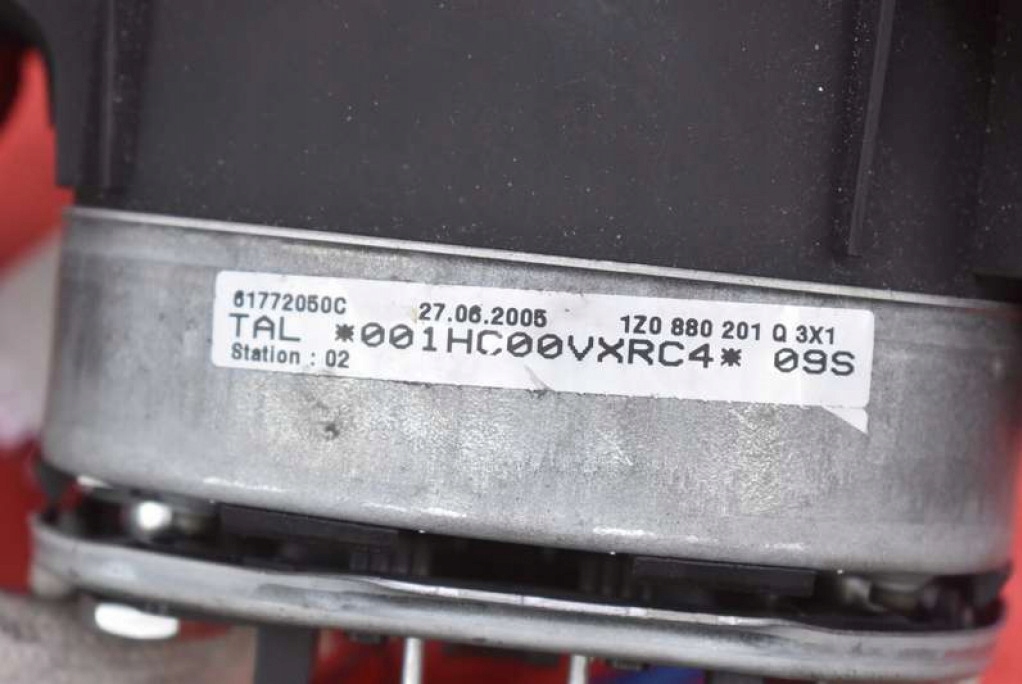 61772050C 27.06.2005 1Z0 880 201 Q 3X1
TAL *001HC00VXRC4* 09S
Station : 02